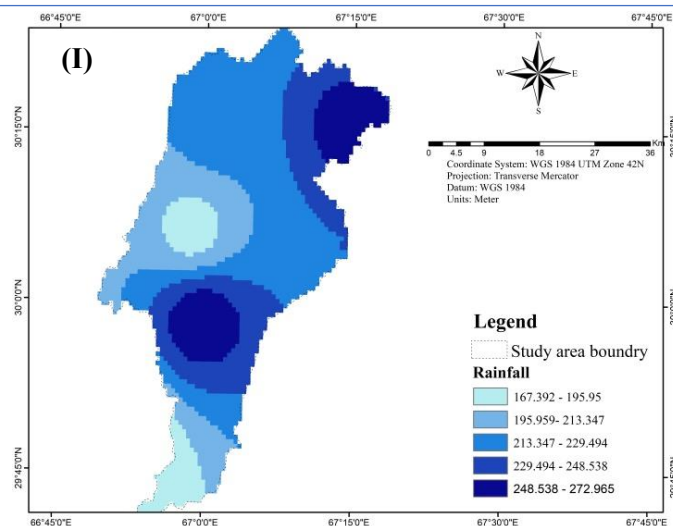 66°45'0"E 67°0'0"E 67°15'0"E 67°30'0"E 67°45'0"E
(I)
N
W E
S
30°15'0"N
Km
0 4.5 9 18 27 36
Coordinate System: WGS 1984 UTM Zone 42N
Projection: Transverse Mercator
Datum: WGS 1984
Units: Meter
30°0'0"N
Legend
Study area boundry
Rainfall
167.392 - 195.95
195.959- 213.347
213.347 - 229.494
229.494 - 248.538
248.538 - 272.965
29°45'0"N
66°45'0"E 67°0'0"E 67°15'0"E 67°30'0"E 67°45'0"E